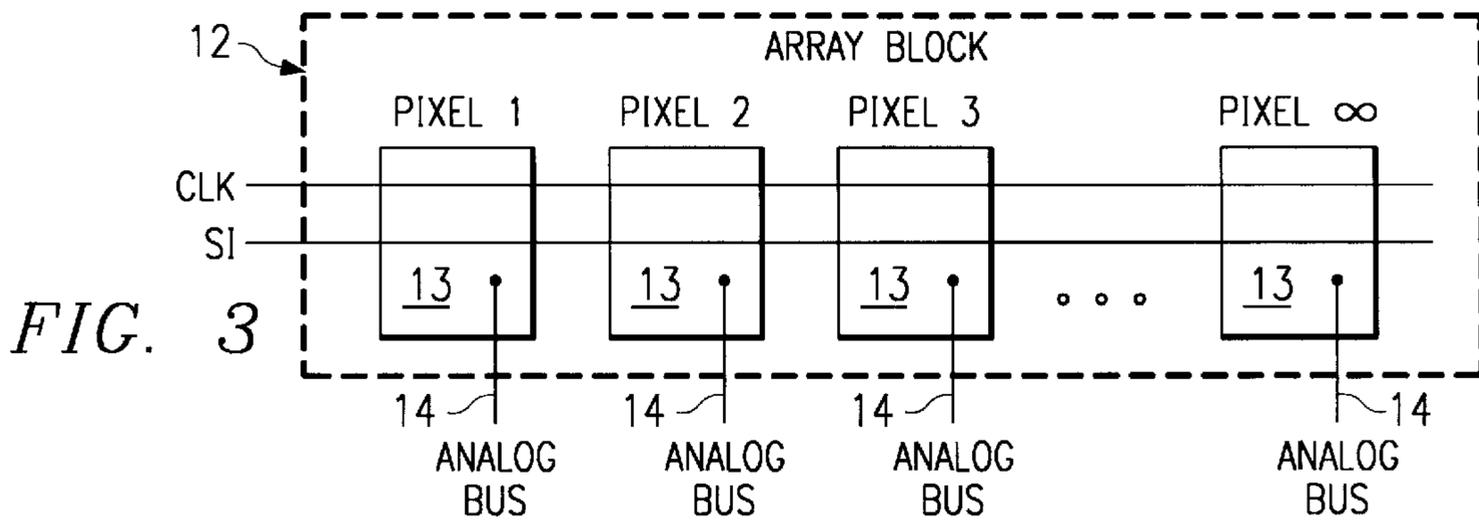 12
ARRAY BLOCK
PIXEL 1 PIXEL 2 PIXEL 3 PIXEL ∞
CLK
SI
13 13 13 13
FIG. 3
14 14 14 14
ANALOG BUS ANALOG BUS ANALOG BUS ANALOG BUS